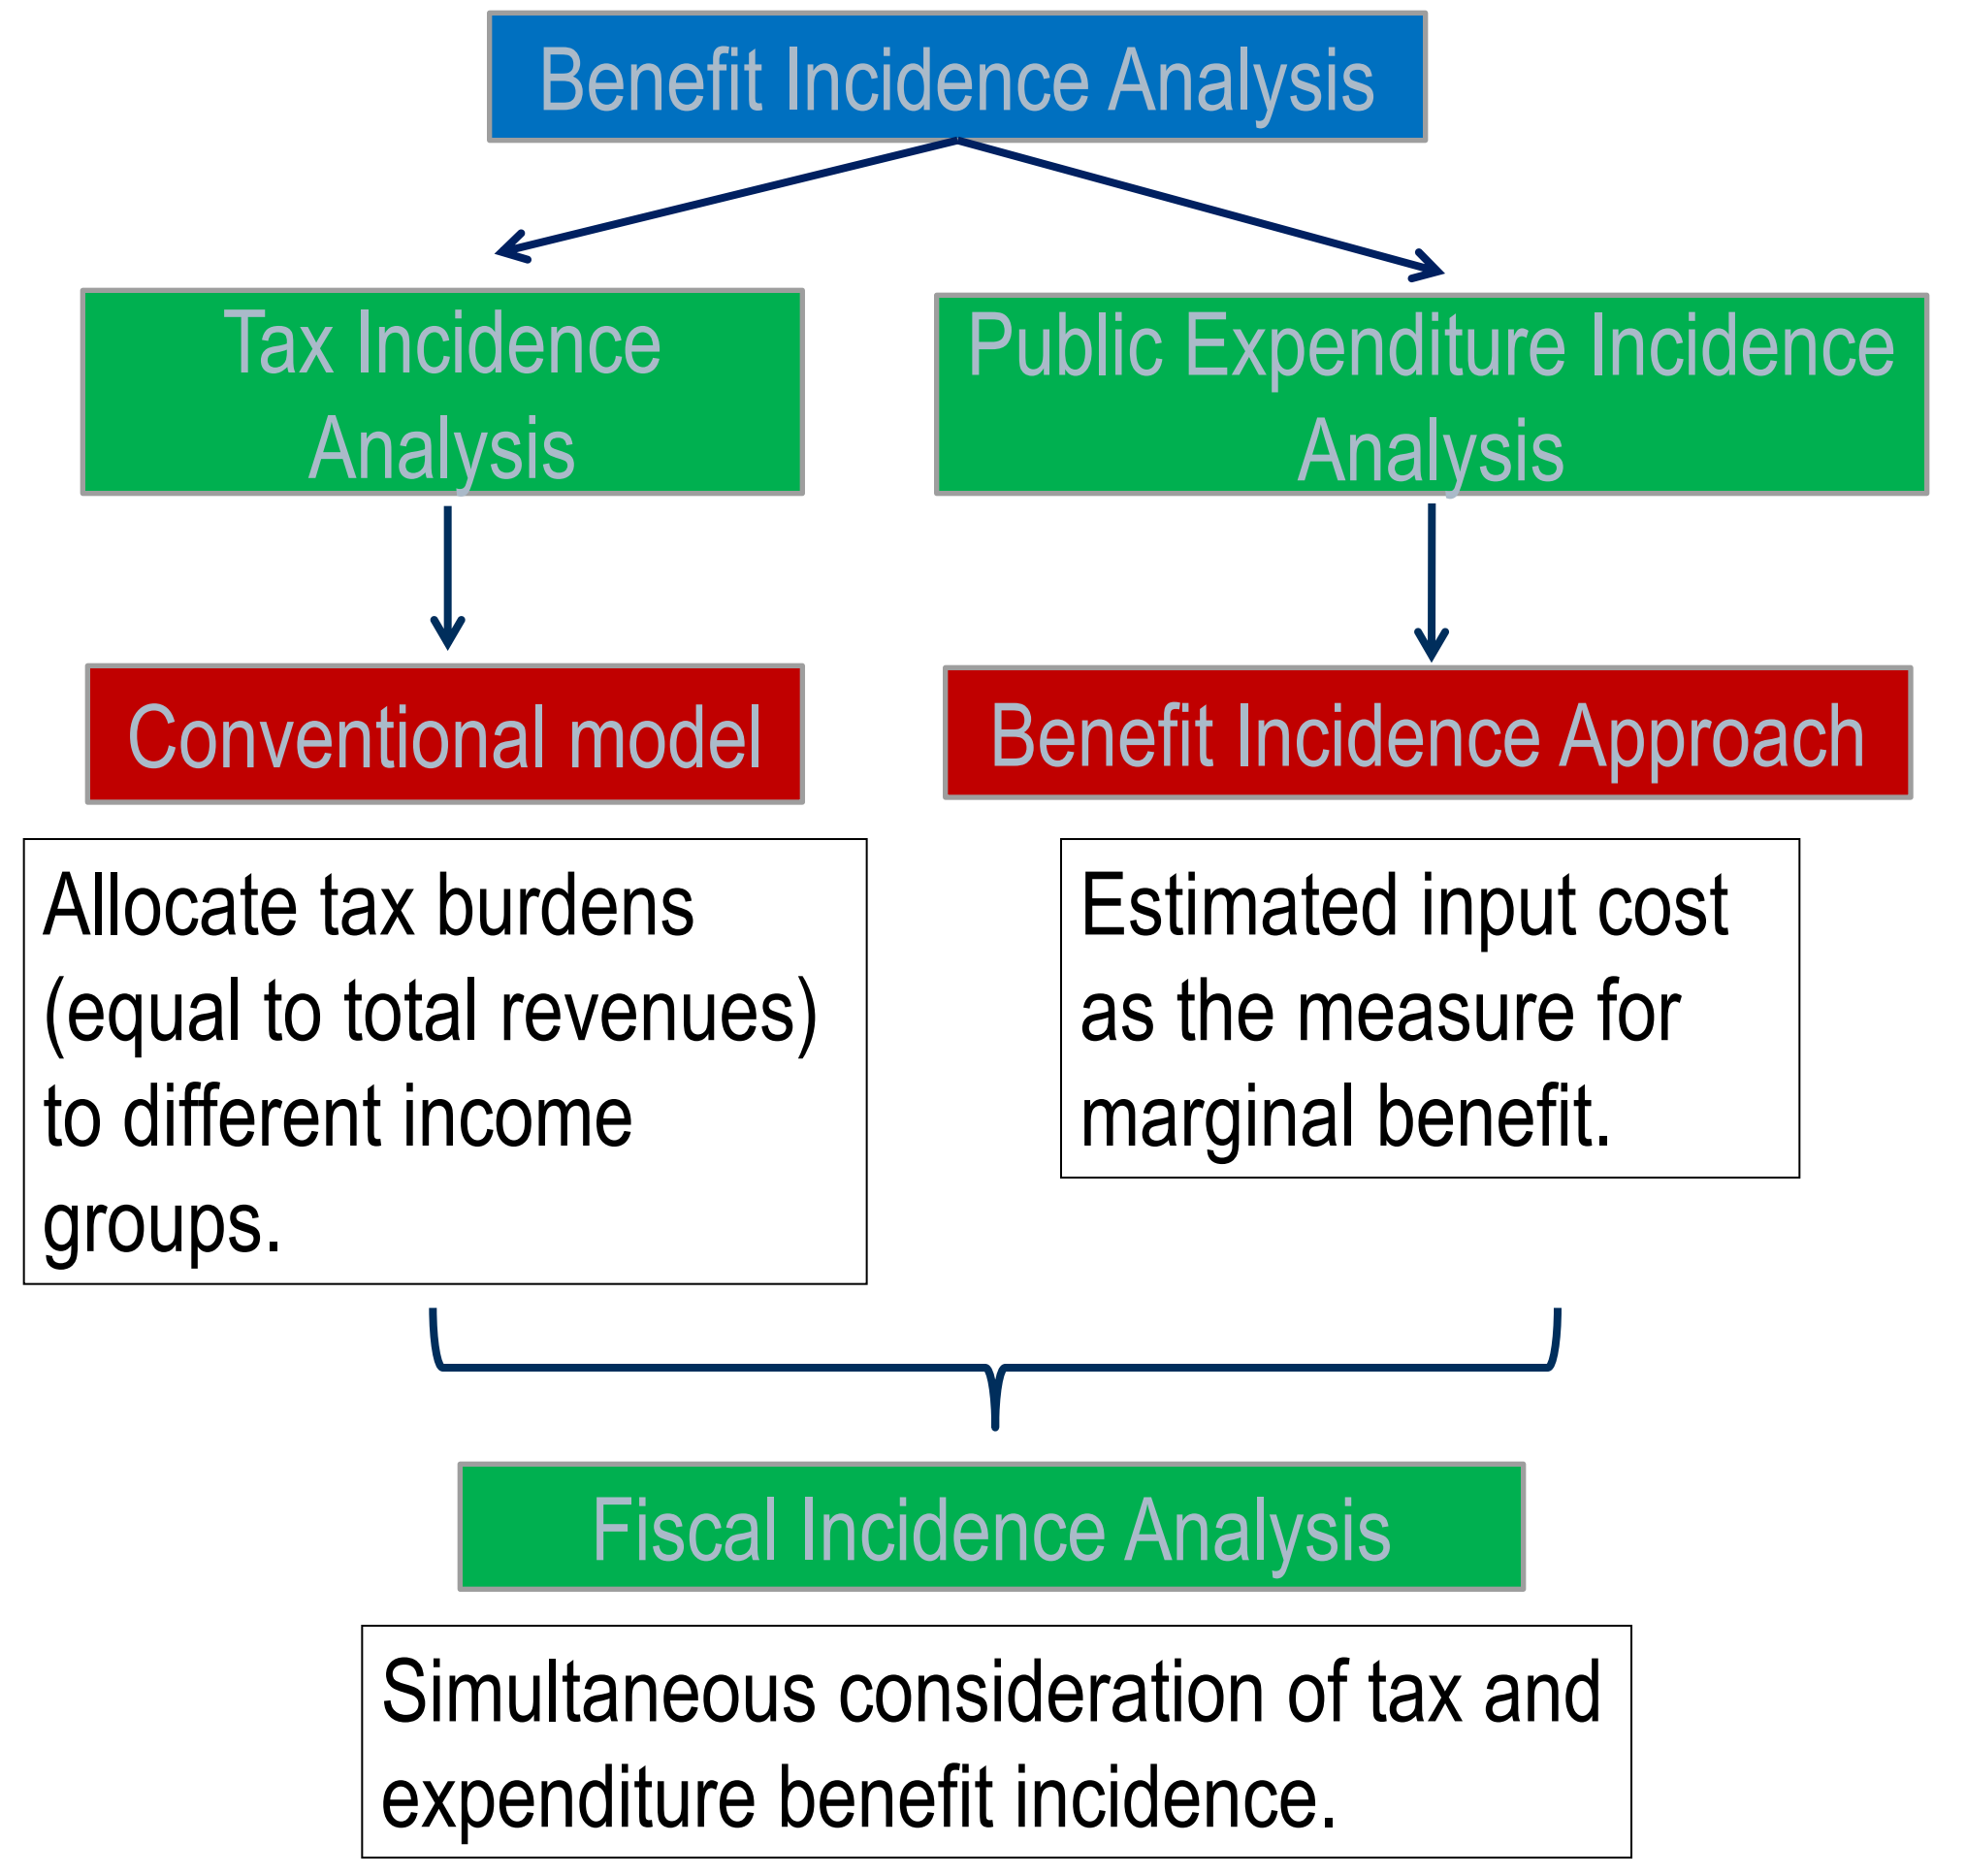 Benefit Incidence Analysis
Tax Incidence
Analysis
Public Expenditure Incidence
Analysis
Conventional model
Benefit Incidence Approach
Allocate tax burdens
(equal to total revenues)
to different income
groups.
Estimated input cost
as the measure for
marginal benefit.
Fiscal Incidence Analysis
Simultaneous consideration of tax and
expenditure benefit incidence.